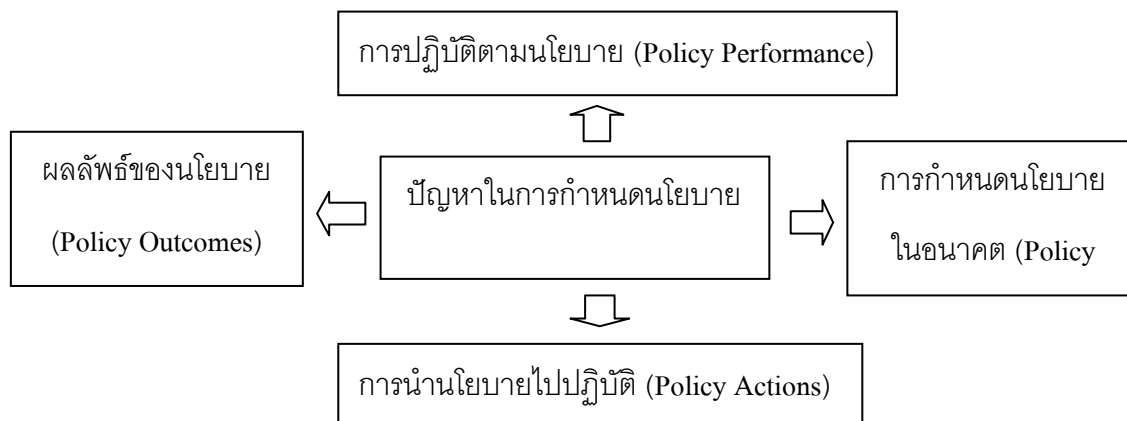 การปฏิบัติตามนโยบาย (Policy Performance)
ผลลัพธ์ของนโยบาย
(Policy Outcomes)
ปัญหาในการกำหนดนโยบาย
การกำหนดนโยบาย
ในอนาคต (Policy
การนำนโยบายไปปฏิบัติ (Policy Actions)